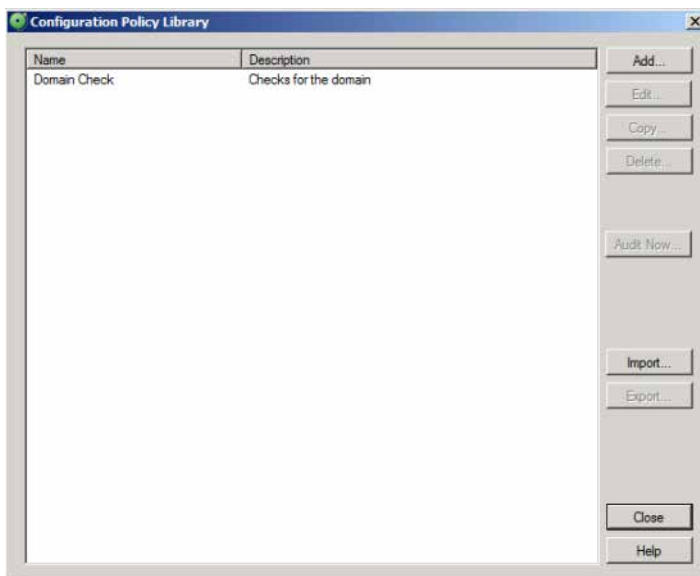 Configuration Policy Library
Name Description
Domain Check Checks for the domain
Add...
Edit...
Copy...
Delete...
Audit Now...
Import...
Export...
Close
Help